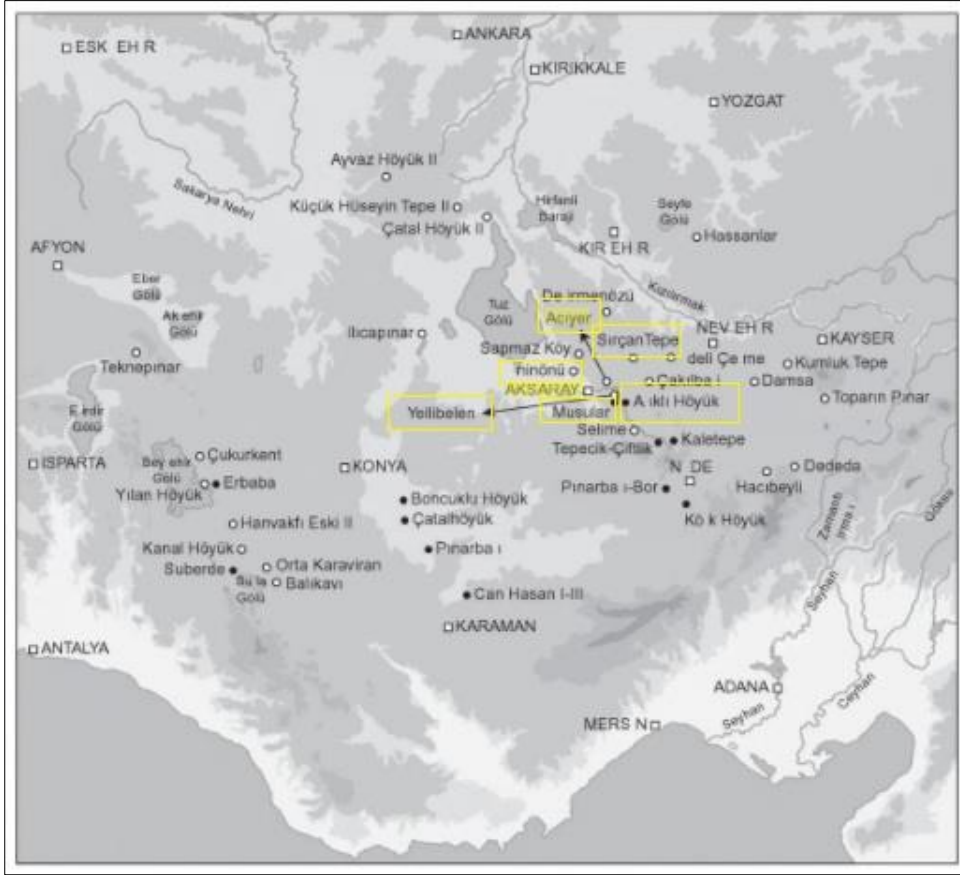 ANKARA
ESK EH R
KIRIKKALE
YOZGAT
Ayvaz Höyük II
Sakarya Nehri
Küçük Hüseyin Tepe II
Hirfanlı
Barajı
Seyfe
Gölü
Çatal Höyük II
Hassanlar
KIR EH R
AFYON
Eber
Gölü
Kızılırmak
De irmenözü
Tuz
Gölü
Acıyer
Ak ehir
Gölü
Ilıcapınar
NEV EH R
SırçanTepe
KAYSER
Sapmaz Köy
deli Çe me
Teknepınar
Kumluk Tepe
hinönü
Çakılba ı
Damsa
AKSARAY
Toparın Pınar
Yellibelen
Musular
A ıklı Höyük
E irdir
Gölü
Selime
Tepecik-Çiftlik
Kaletepe
ISPARTA
Bey ehir
Gölü
Çukurkent
KONYA
N DE
Dededa
Hacıbeyli
Yılan Höyük
Erbaba
Pınarba ı-Bor
Boncuklu Höyük
Kö k Höyük
Zamantı
Irma ı
Göksu
Çatalhöyük
Hanvakfı Eski II
Kanal Höyük
Pınarba ı
Suberde
Orta Karaviran
Su la
Gölü
Balıkavı
Seyhan
Can Hasan I-III
KARAMAN
ANTALYA
ADANA
Ceyhan
MERS N
Seyhan